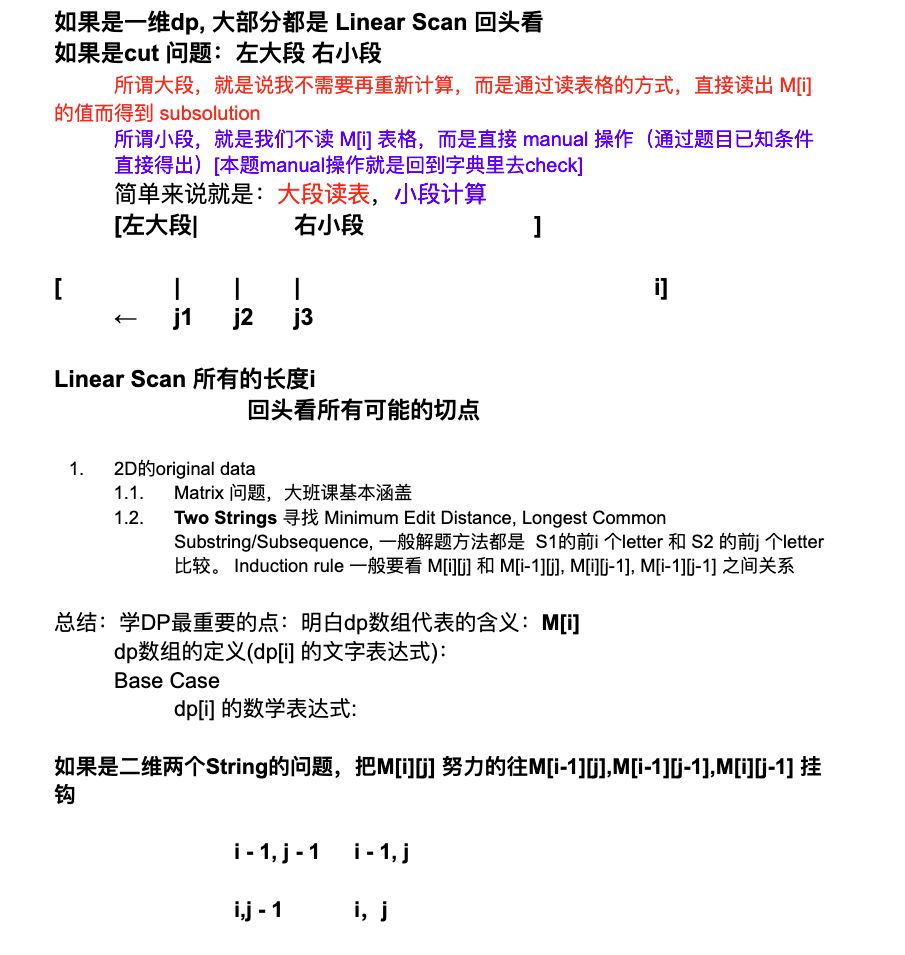 如果是一维dp, 大部分都是 Linear Scan 回头看
如果是cut 问题：左大段 右小段
所谓大段，就是说我不需要再重新计算，而是通过读表格的方式，直接读出 M[i]
的值而得到 subsolution
所谓小段，就是我们不读 M[i] 表格，而是直接 manual 操作（通过题目已知条件
直接得出）[本题manual操作就是回到字典里去check]
简单来说就是：大段读表，小段计算
[左大段| 右小段 ]
[ | | | i]
← j1 j2 j3
Linear Scan 所有的长度i
回头看所有可能的切点
1. 2D的original data
1.1. Matrix 问题，大班课基本涵盖
1.2. Two Strings 寻找 Minimum Edit Distance, Longest Common
Substring/Subsequence, 一般解题方法都是 S1的前i 个letter 和 S2 的前j 个letter
比较。 Induction rule 一般要看 M[i][j] 和 M[i-1][j], M[i][j-1], M[i-1][j-1] 之间关系
总结：学DP最重要的点：明白dp数组代表的含义：M[i]
dp数组的定义(dp[i] 的文字表达式)：
Base Case
dp[i] 的数学表达式:
如果是二维两个String的问题，把M[i][j] 努力的往M[i-1][j],M[i-1][j-1],M[i][j-1] 挂
钩
i - 1, j - 1 i - 1, j
i,j - 1 i，j